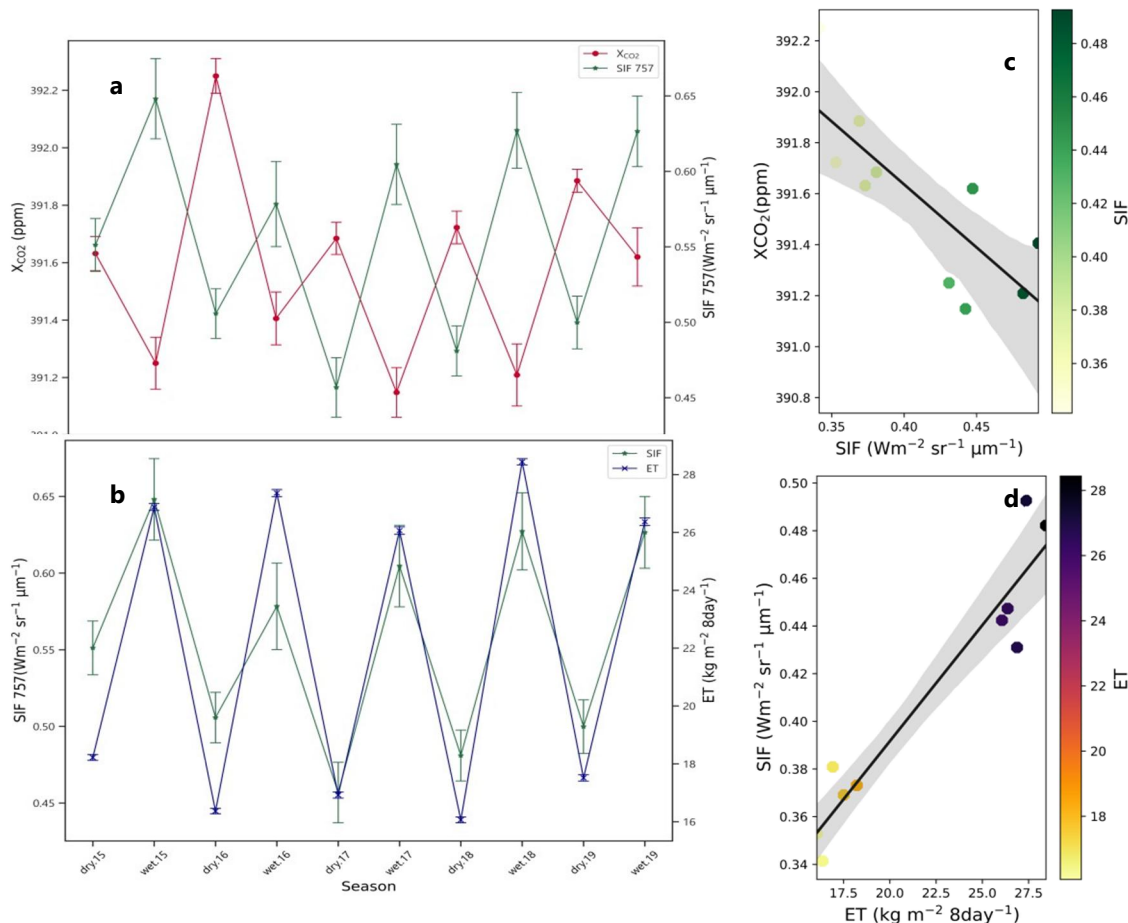 a
X_CO2
SIF 757
X_CO2 (ppm)
392.2
392.0
391.8
391.6
391.4
391.2
391.0
0.65
0.60
0.55
0.50
0.45
SIF 757(Wm⁻² sr⁻¹ μm⁻¹)
c
392.2
392.0
391.8
391.6
391.4
391.2
391.0
390.8
XCO₂(ppm)
0.35 0.40 0.45
SIF (Wm⁻² sr⁻¹ μm⁻¹)
0.48
0.46
0.44
0.42
0.40
0.38
0.36
SIF
b
SIF
ET
SIF 757(Wm⁻² sr⁻¹ μm⁻¹)
0.65
0.60
0.55
0.50
0.45
28
26
24
22
20
18
16
ET (kg m⁻² 8day⁻¹)
dry.15 wet.15 dry.16 wet.16 dry.17 wet.17 dry.18 wet.18 dry.19 wet.19
Season
d
0.50
0.48
0.46
0.44
0.42
0.40
0.38
0.36
0.34
SIF (Wm⁻² sr⁻¹ μm⁻¹)
17.5 20.0 22.5 25.0 27.5
ET (kg m⁻² 8day⁻¹)
28
26
24
22
20
18
ET